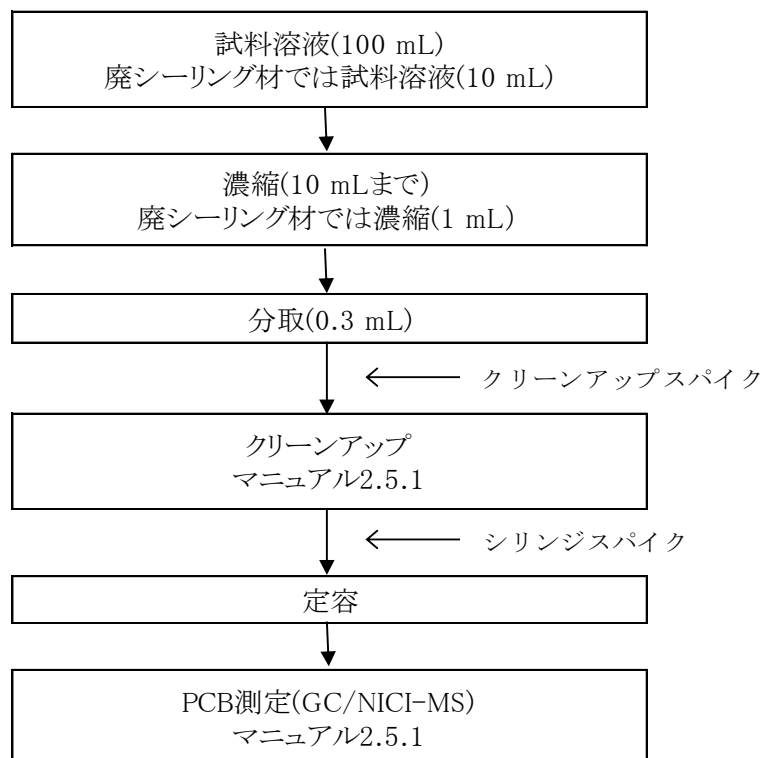 試料溶液(100 mL)
廃シーリング材では試料溶液(10 mL)
濃縮(10 mLまで)
廃シーリング材では濃縮(1 mL)
分取(0.3 mL)
クリーンアップスパイク
クリーンアップ
マニュアル2.5.1
シリンジスパイク
定容
PCB測定(GC/NICI-MS)
マニュアル2.5.1